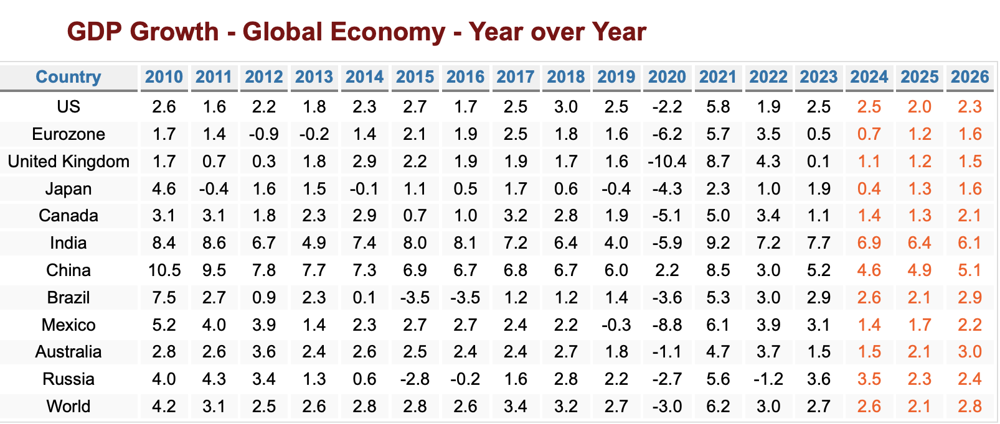 GDP Growth - Global Economy - Year over Year
Country 2010 2011 2012 2013 2014 2015 2016 2017 2018 2019 2020 2021 2022 2023 2024 2025 2026
US 2.6 1.6 2.2 1.8 2.3 2.7 1.7 2.5 3.0 2.5 -2.2 5.8 1.9 2.5 2.5 2.0 2.3
Eurozone 1.7 1.4 -0.9 -0.2 1.4 2.1 1.9 2.5 1.8 1.6 -6.2 5.7 3.5 0.5 0.7 1.2 1.6
United Kingdom 1.7 0.7 0.3 1.8 2.9 2.2 1.9 1.9 1.7 1.6 -10.4 8.7 4.3 0.1 1.1 1.2 1.5
Japan 4.6 -0.4 1.6 1.5 -0.1 1.1 0.5 1.7 0.6 -0.4 -4.3 2.3 1.0 1.9 0.4 1.3 1.6
Canada 3.1 3.1 1.8 2.3 2.9 0.7 1.0 3.2 2.8 1.9 -5.1 5.0 3.4 1.1 1.4 1.3 2.1
India 8.4 8.6 6.7 4.9 7.4 8.0 8.1 7.2 6.4 4.0 -5.9 9.2 7.2 7.7 6.9 6.4 6.1
China 10.5 9.5 7.8 7.7 7.3 6.9 6.7 6.8 6.7 6.0 2.2 8.5 3.0 5.2 4.6 4.9 5.1
Brazil 7.5 2.7 0.9 2.3 0.1 -3.5 -3.5 1.2 1.2 1.4 -3.6 5.3 3.0 2.9 2.6 2.1 2.9
Mexico 5.2 4.0 3.9 1.4 2.3 2.7 2.7 2.4 2.2 -0.3 -8.8 6.1 3.9 3.1 1.4 1.7 2.2
Australia 2.8 2.6 3.6 2.4 2.6 2.5 2.4 2.4 2.7 1.8 -1.1 4.7 3.7 1.5 1.5 2.1 3.0
Russia 4.0 4.3 3.4 1.3 0.6 -2.8 -0.2 1.6 2.8 2.2 -2.7 5.6 -1.2 3.6 3.5 2.3 2.4
World 4.2 3.1 2.5 2.6 2.8 2.8 2.6 3.4 3.2 2.7 -3.0 6.2 3.0 2.7 2.6 2.1 2.8